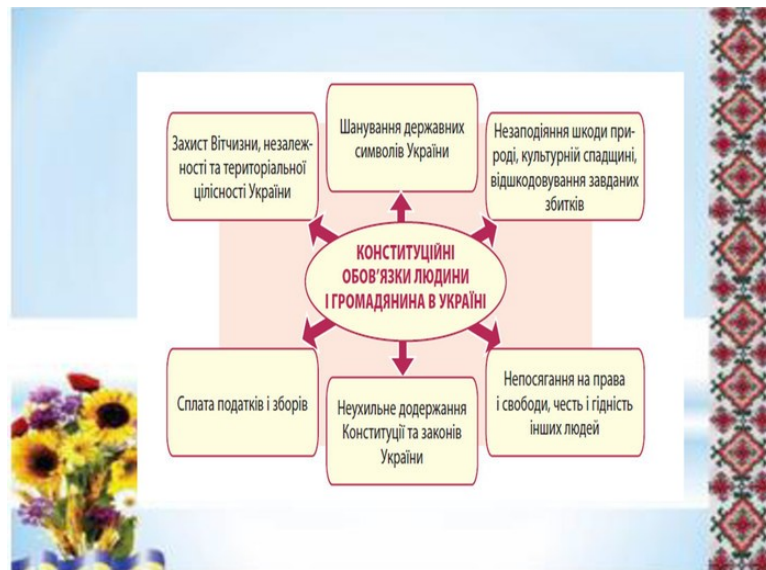 Захист Вітчизни, незалеж-
ності та територіальної
цілісності України
Шанування державних
символів України
Незаподіяння шкоди при-
роді, культурній спадщині,
відшкодовування завданих
збитків
КОНСТИТУЦІЙНІ
ОБОВ'ЯЗКИ ЛЮДИНИ
І ГРОМАДЯНИНА В УКРАЇНІ
Сплата податків і зборів
Неухильне додержання
Конституції та законів
України
Непосягання на права
і свободи, честь і гідність
інших людей